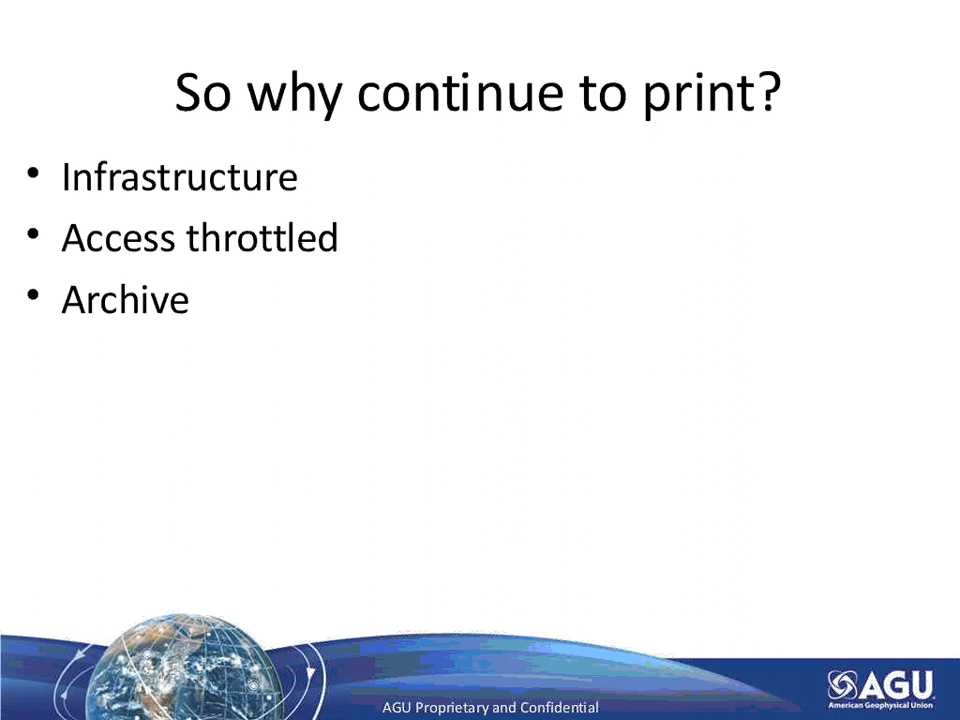 So why continue to print?
• Infrastructure
• Access throttled
• Archive
AGU
American Geophysical Union
AGU Proprietary and Confidential